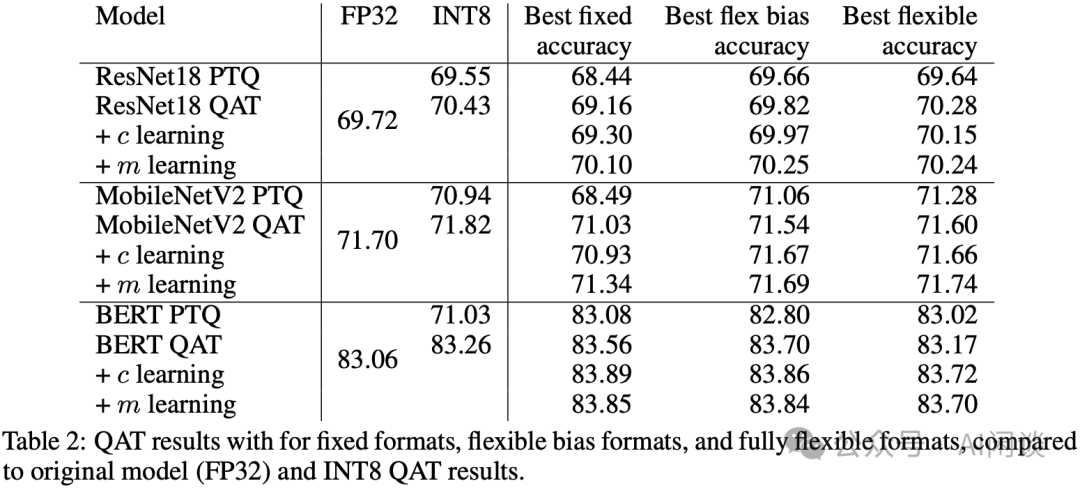 Model FP32 INT8 Best fixed Best flex bias Best flexible
accuracy accuracy accuracy
ResNet18 PTQ 69.55 68.44 69.66 69.64
ResNet18 QAT 70.43 69.16 69.82 70.28
69.72
+ c learning 69.30 69.97 70.15
+ m learning 70.10 70.25 70.24
MobileNetV2 PTQ 70.94 68.49 71.06 71.28
MobileNetV2 QAT 71.82 71.03 71.54 71.60
71.70
+ c learning 70.93 71.67 71.66
+ m learning 71.34 71.69 71.74
BERT PTQ 71.03 83.08 82.80 83.02
BERT QAT 83.26 83.56 83.70 83.17
83.06
+ c learning 83.89 83.86 83.72
+ m learning 83.85 83.84 83.70
Table 2: QAT results with for fixed formats, flexible bias formats, and fully flexible formats, compared
to original model (FP32) and INT8 QAT results.
公众号 · AI闲谈